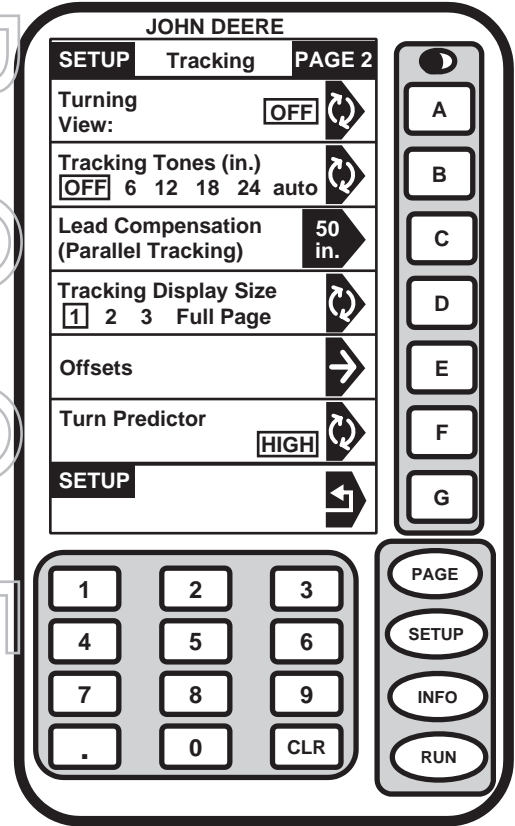 JOHN DEERE
SETUP Tracking PAGE 2
Turning
View:
OFF
Tracking Tones (in.)
OFF 6 12 18 24 auto
Lead Compensation
(Parallel Tracking)
50
in.
Tracking Display Size
1 2 3 Full Page
Offsets
Turn Predictor
HIGH
SETUP
A
B
C
D
E
F
G
PAGE
SETUP
INFO
RUN
1 2 3
4 5 6
7 8 9
. 0 CLR